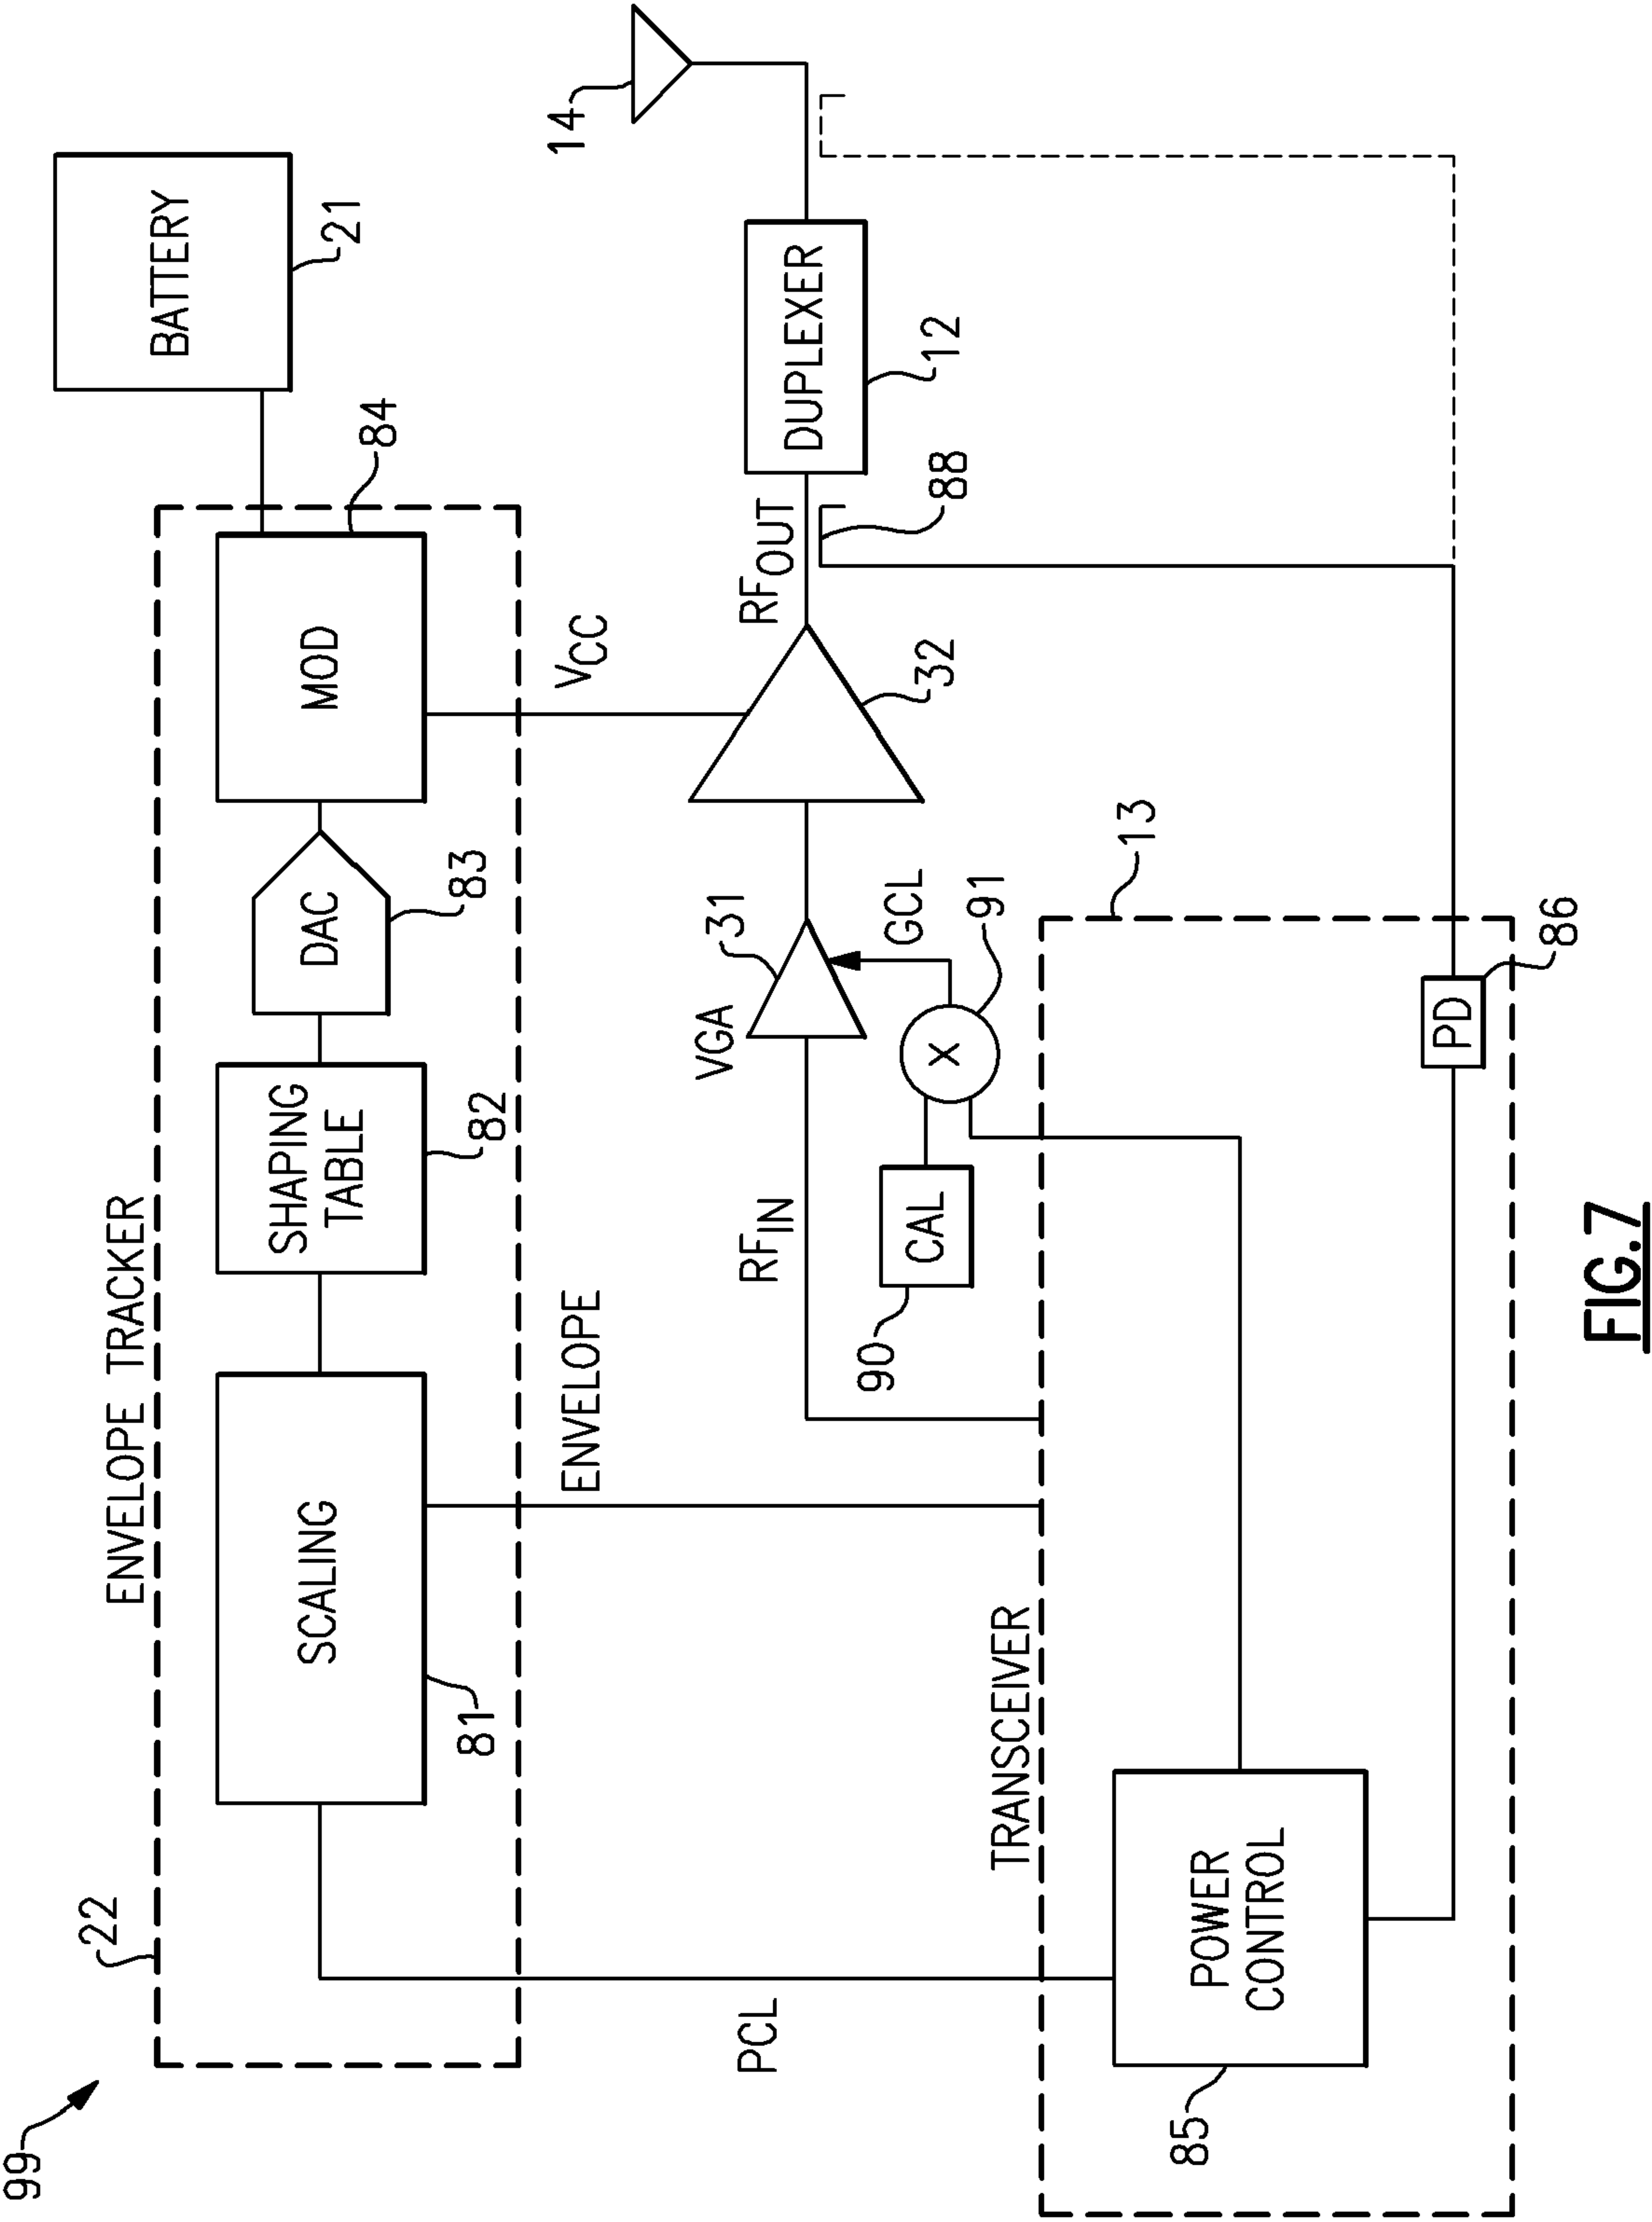 99
22
ENVELOPE TRACKER
BATTERY
21
SCALING
81
SHAPING
TABLE
82
DAC
83
MOD
84
PCL
ENVELOPE
VCC
14
RFIN
VGA
31
RFOUT
DUPLEXER
12
32
88
GCL
90
CAL
X
91
TRANSCEIVER
13
POWER
CONTROL
85
PD
86
FIG.7